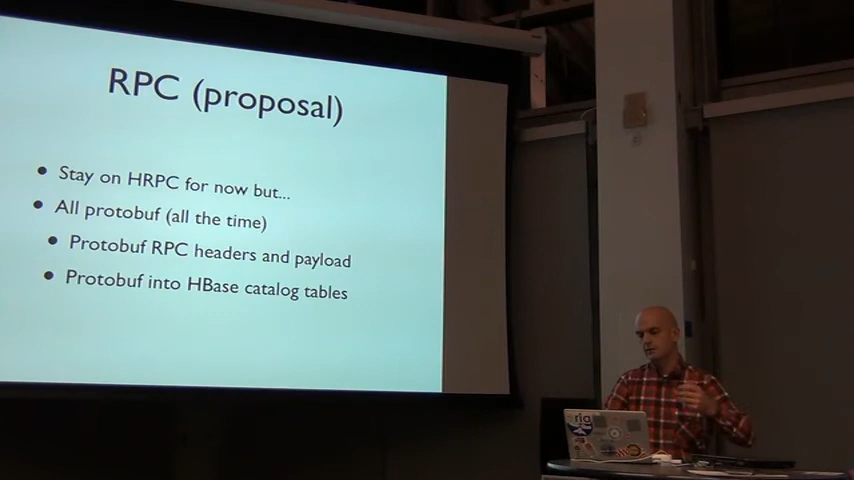 RPC (proposal)
• Stay on HRPC for now but...
• All protobuf (all the time)
• Protobuf RPC headers and payload
• Protobuf into HBase catalog tables
ria